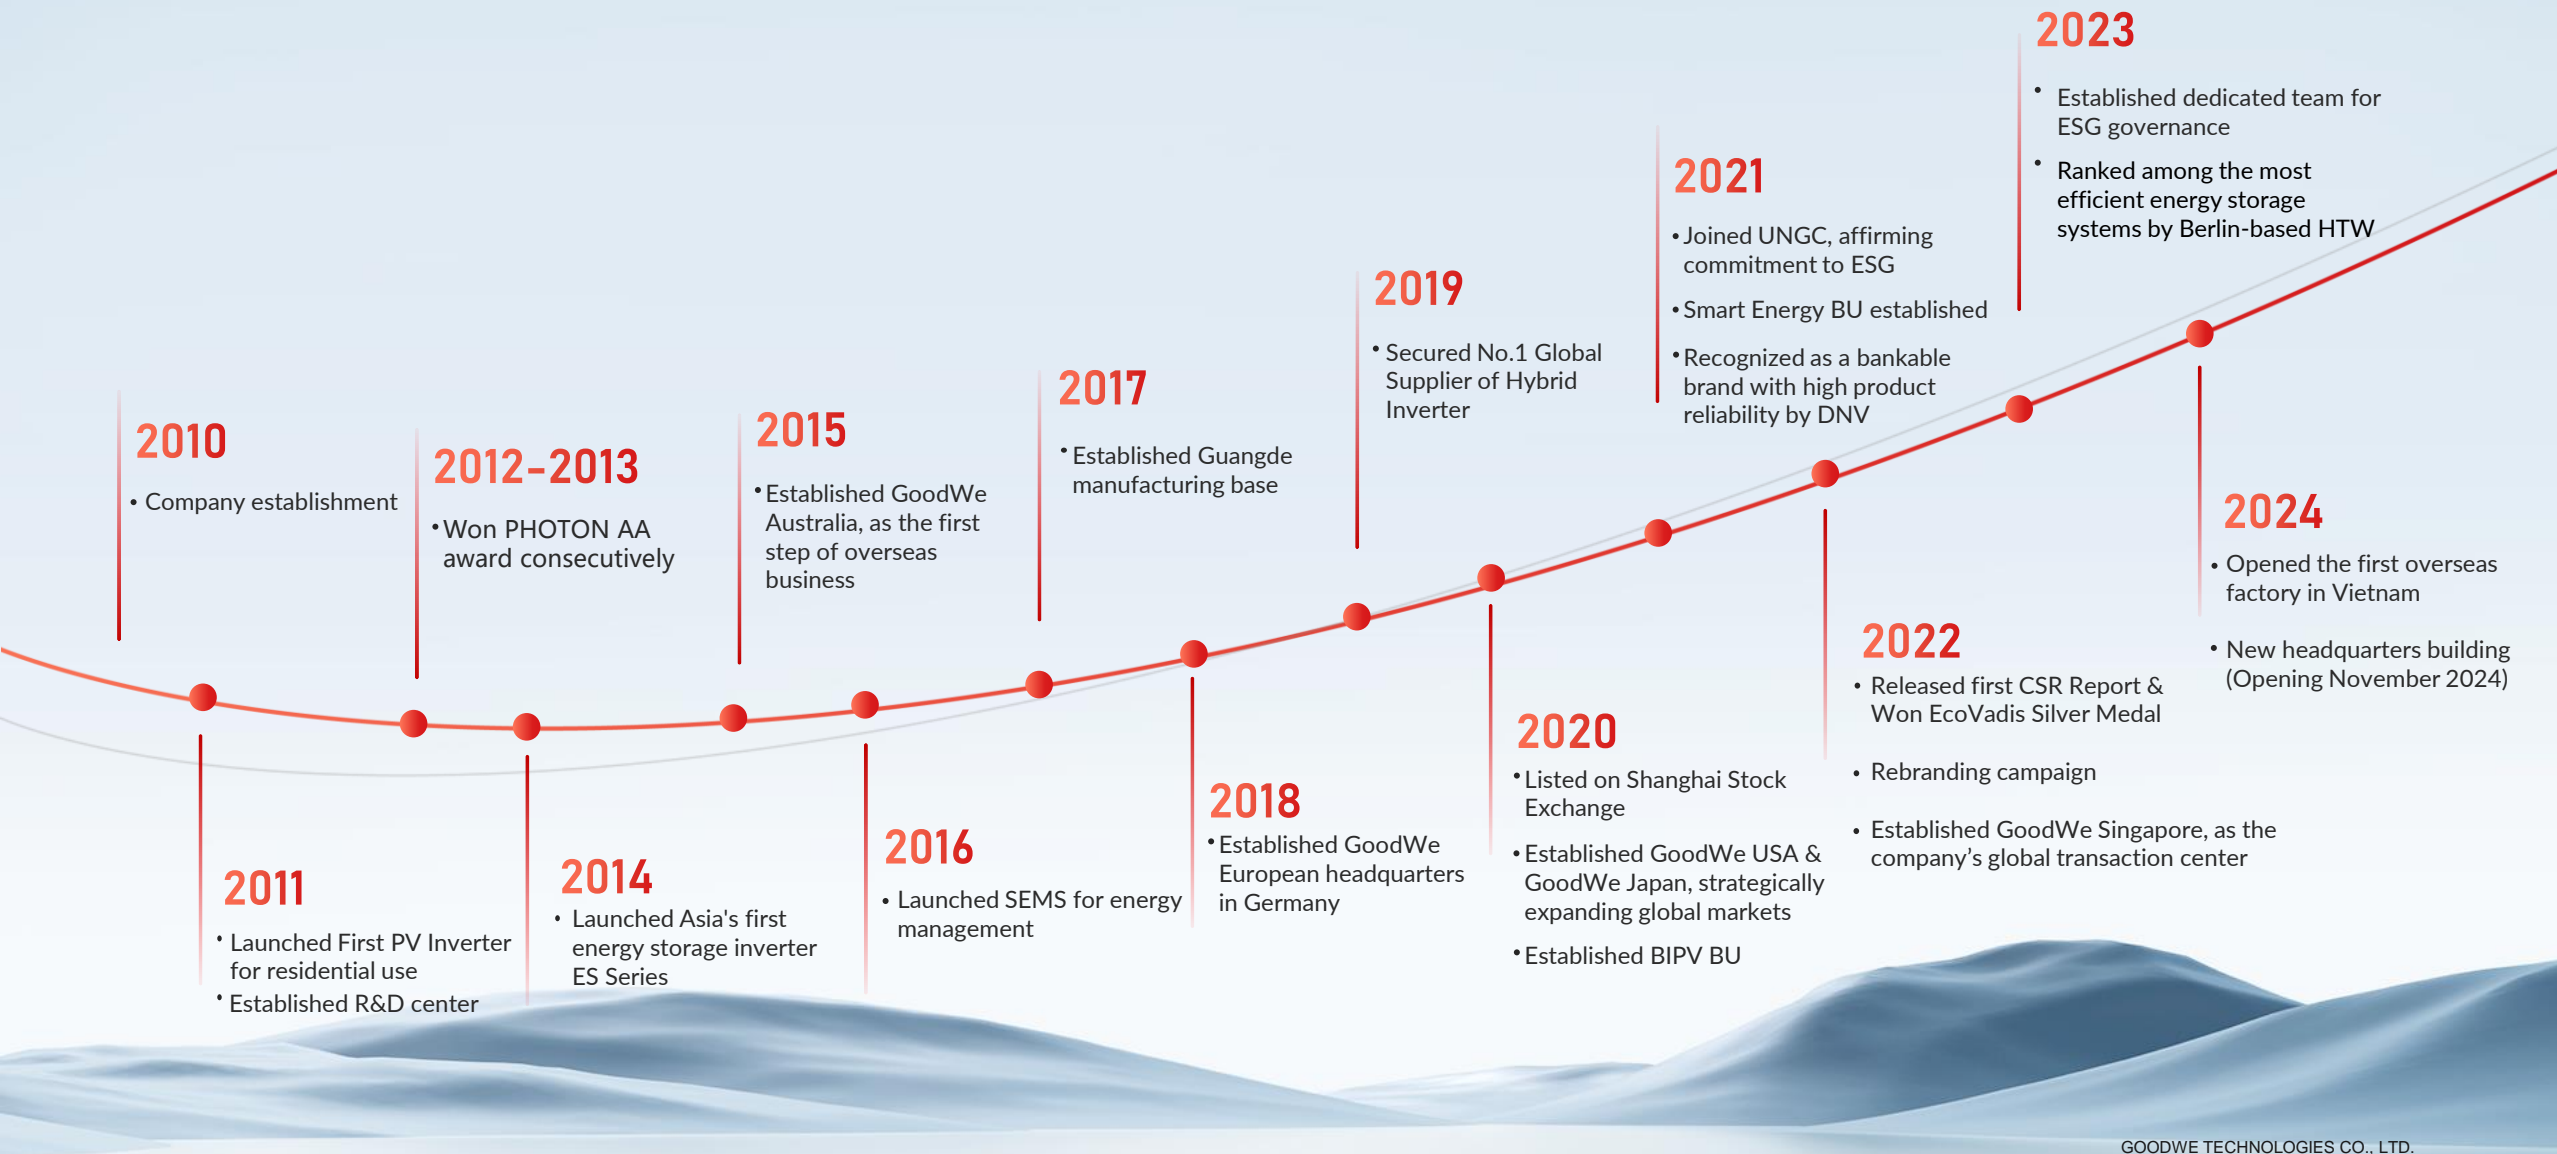 2010
• Company establishment
2011
• Launched First PV Inverter
for residential use
• Established R&D center
2012-2013
• Won PHOTON AA
award consecutively
2014
• Launched Asia's first
energy storage inverter
ES Series
2015
• Established GoodWe
Australia, as the first
step of overseas
business
2016
• Launched SEMS for energy
management
2017
• Established Guangde
manufacturing base
2018
• Established GoodWe
European headquarters
in Germany
2019
• Secured No.1 Global
Supplier of Hybrid
Inverter
2020
• Listed on Shanghai Stock
Exchange
• Established GoodWe USA &
GoodWe Japan, strategically
expanding global markets
• Established BIPV BU
2021
• Joined UNGC, affirming
commitment to ESG
• Smart Energy BU established
• Recognized as a bankable
brand with high product
reliability by DNV
2022
• Released first CSR Report &
Won EcoVadis Silver Medal
• Rebranding campaign
• Established GoodWe Singapore, as the
company’s global transaction center
2023
• Established dedicated team for
ESG governance
• Ranked among the most
efficient energy storage
systems by Berlin-based HTW
2024
• Opened the first overseas
factory in Vietnam
• New headquarters building
(Opening November 2024)
GOODWE TECHNOLOGIES CO., LTD.